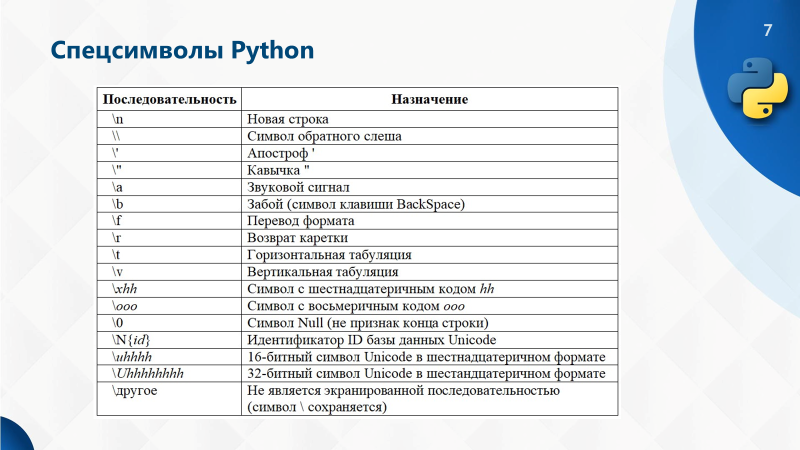 7
Спецсимволы Python
Последовательность Назначение
\n Новая строка
\\ Символ обратного слеша
\' Апостроф '
\" Кавычка "
\a Звуковой сигнал
\b Забой (символ клавиши BackSpace)
\f Перевод формата
\r Возврат каретки
\t Горизонтальная табуляция
\v Вертикальная табуляция
\xhh Символ с шестнадцатеричным кодом hh
\ooo Символ с восьмеричным кодом ooo
\0 Символ Null (не признак конца строки)
\N{id} Идентификатор ID базы данных Unicode
\uhhhh 16-битный символ Unicode в шестнадцатеричном формате
\Uhhhhhhhh 32-битный символ Unicode в шестандцатеричном формате
\другое Не является экранированной последовательностью
(символ \ сохраняется)